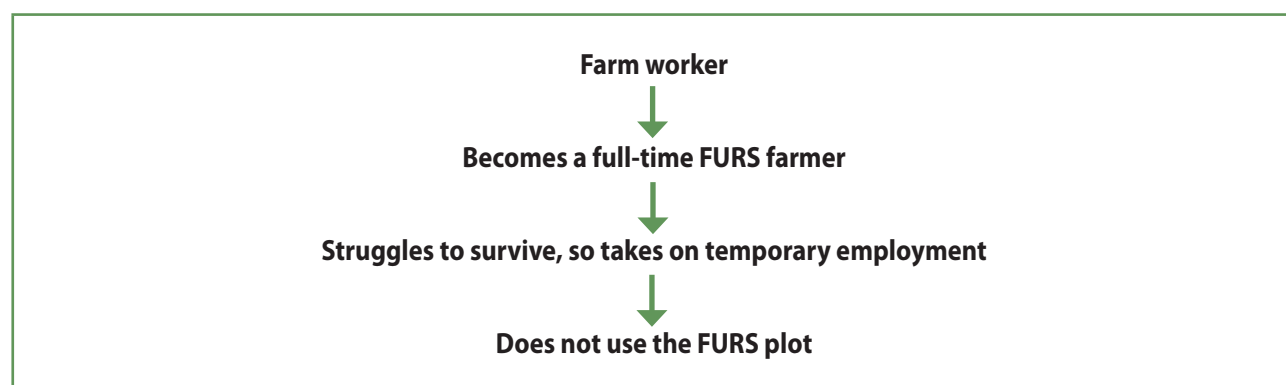 Farm worker
Becomes a full-time FURS farmer
Struggles to survive, so takes on temporary employment
Does not use the FURS plot